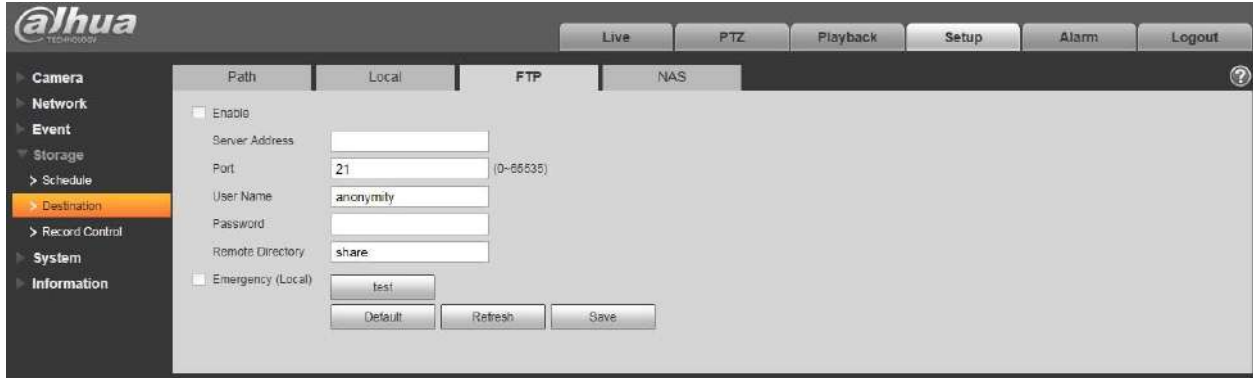 alhua
TECHNOLOGY
Live PTZ Playback Setup Alarm Logout
Camera
Network
Event
Storage
> Schedule
> Destination
> Record Control
System
Information
Path Local FTP NAS ?
Enable
Server Address
Port 21 (0~65535)
User Name anonymity
Password
Remote Directory share
Emergency (Local) test
Default Refresh Save